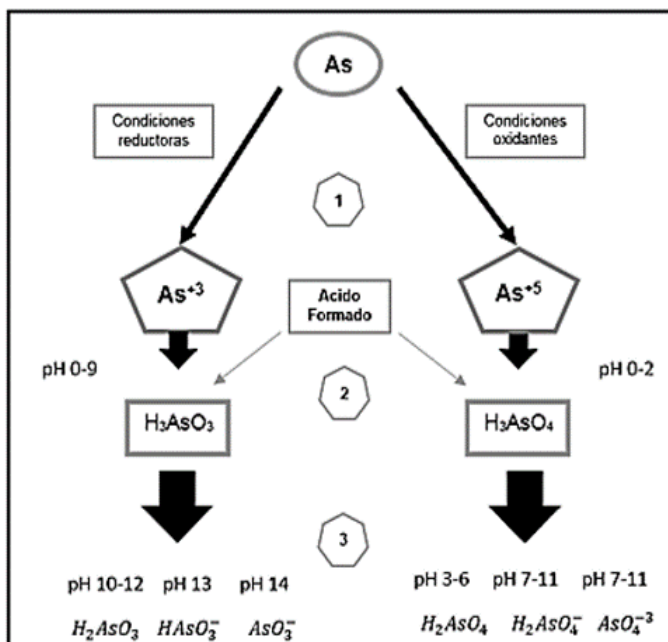 As
Condiciones
reductoras
Condiciones
oxidantes
1
As+3
As+5
Acido
Formado
pH 0-9
pH 0-2
2
H₃AsO₃
H₃AsO₄
3
pH 10-12 pH 13 pH 14
pH 3-6 pH 7-11 pH 7-11
H₂AsO₃ HAsO₃⁻ AsO₃⁻
H₂AsO₄ H₂AsO₄⁻ AsO₄⁻³